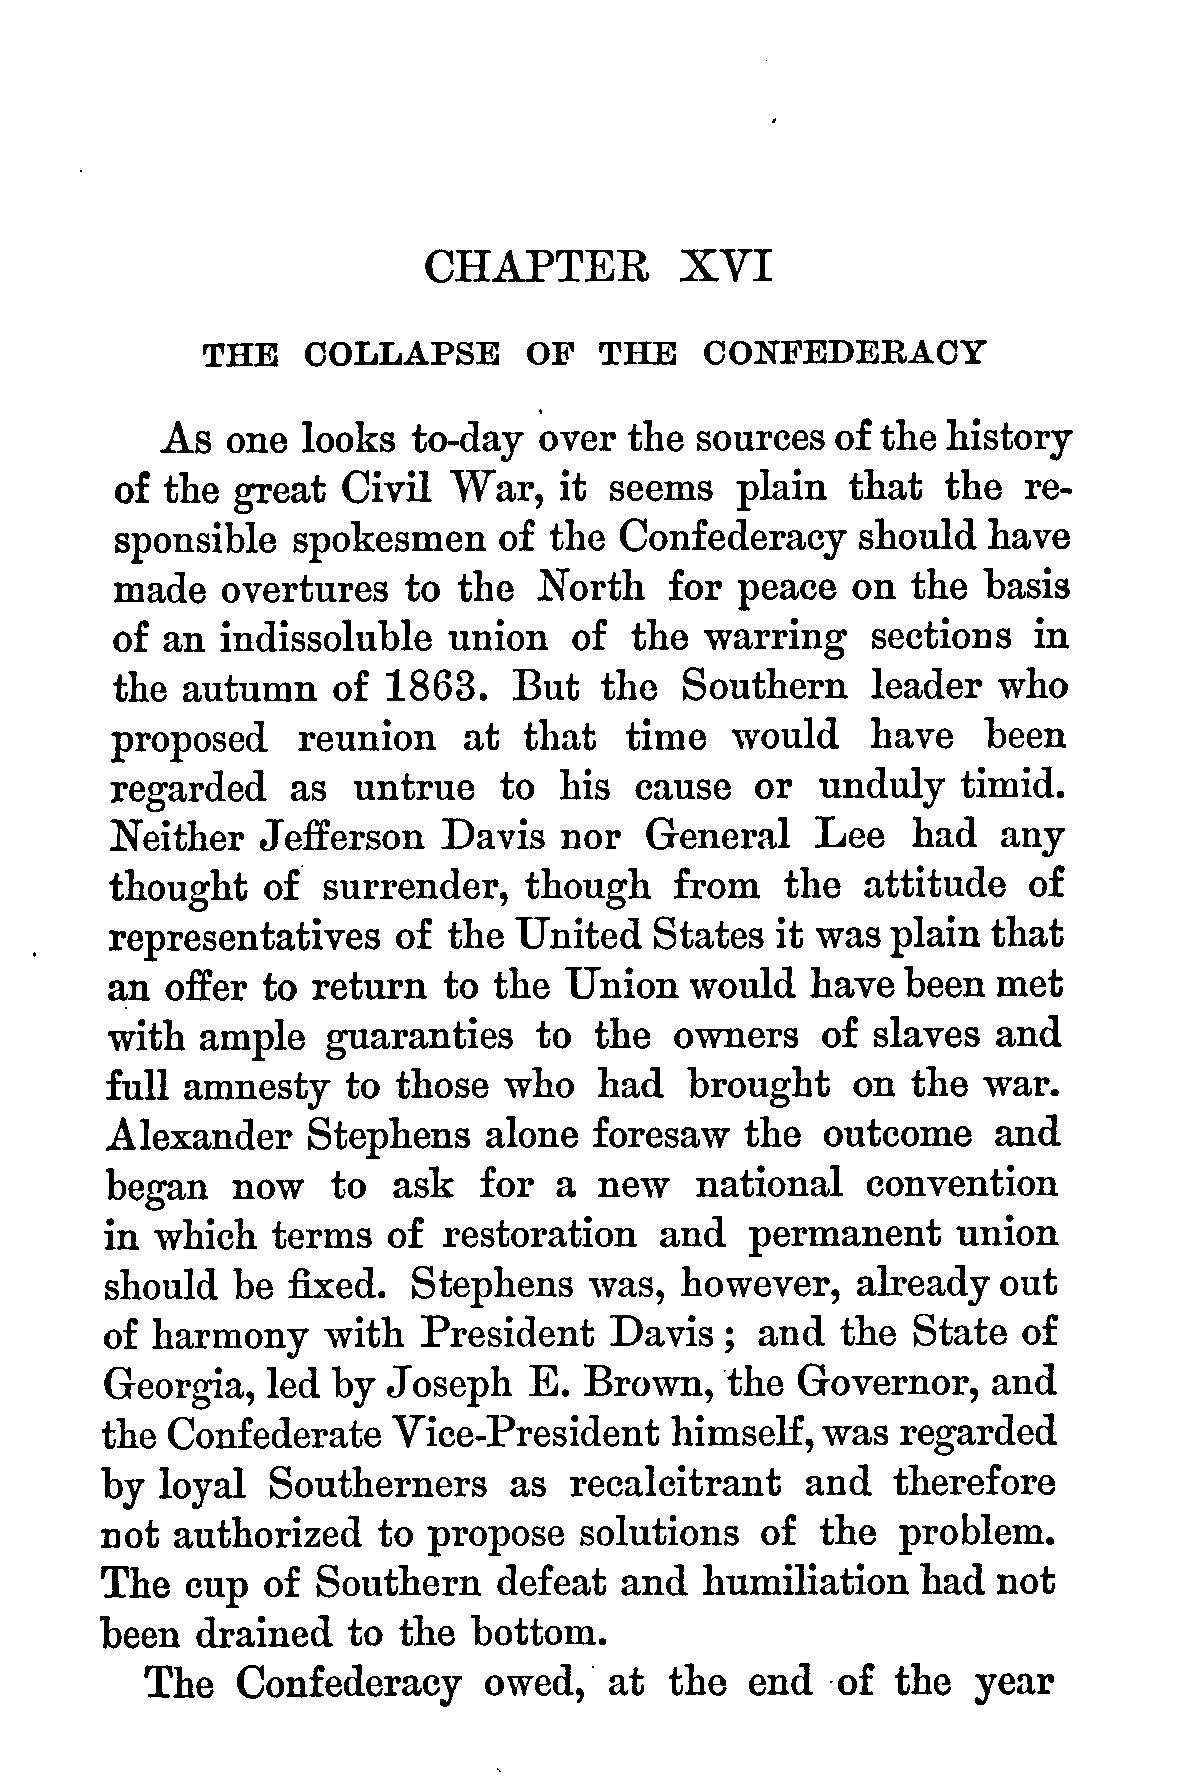 CHAPTER XVI
THE COLLAPSE OF THE CONFEDERACY
As one looks to-day over the sources of the history
of the great Civil War, it seems plain that the re-
sponsible spokesmen of the Confederacy should have
made overtures to the North for peace on the basis
of an indissoluble union of the warring sections in
the autumn of 1863. But the Southern leader who
proposed reunion at that time would have been
regarded as untrue to his cause or unduly timid.
Neither Jefferson Davis nor General Lee had any
thought of surrender, though from the attitude of
representatives of the United States it was plain that
an offer to return to the Union would have been met
with ample guaranties to the owners of slaves and
full amnesty to those who had brought on the war.
Alexander Stephens alone foresaw the outcome and
began now to ask for a new national convention
in which terms of restoration and permanent union
should be fixed. Stephens was, however, already out
of harmony with President Davis; and the State of
Georgia, led by Joseph E. Brown, the Governor, and
the Confederate Vice-President himself, was regarded
by loyal Southerners as recalcitrant and therefore
not authorized to propose solutions of the problem.
The cup of Southern defeat and humiliation had not
been drained to the bottom.
The Confederacy owed, at the end of the year